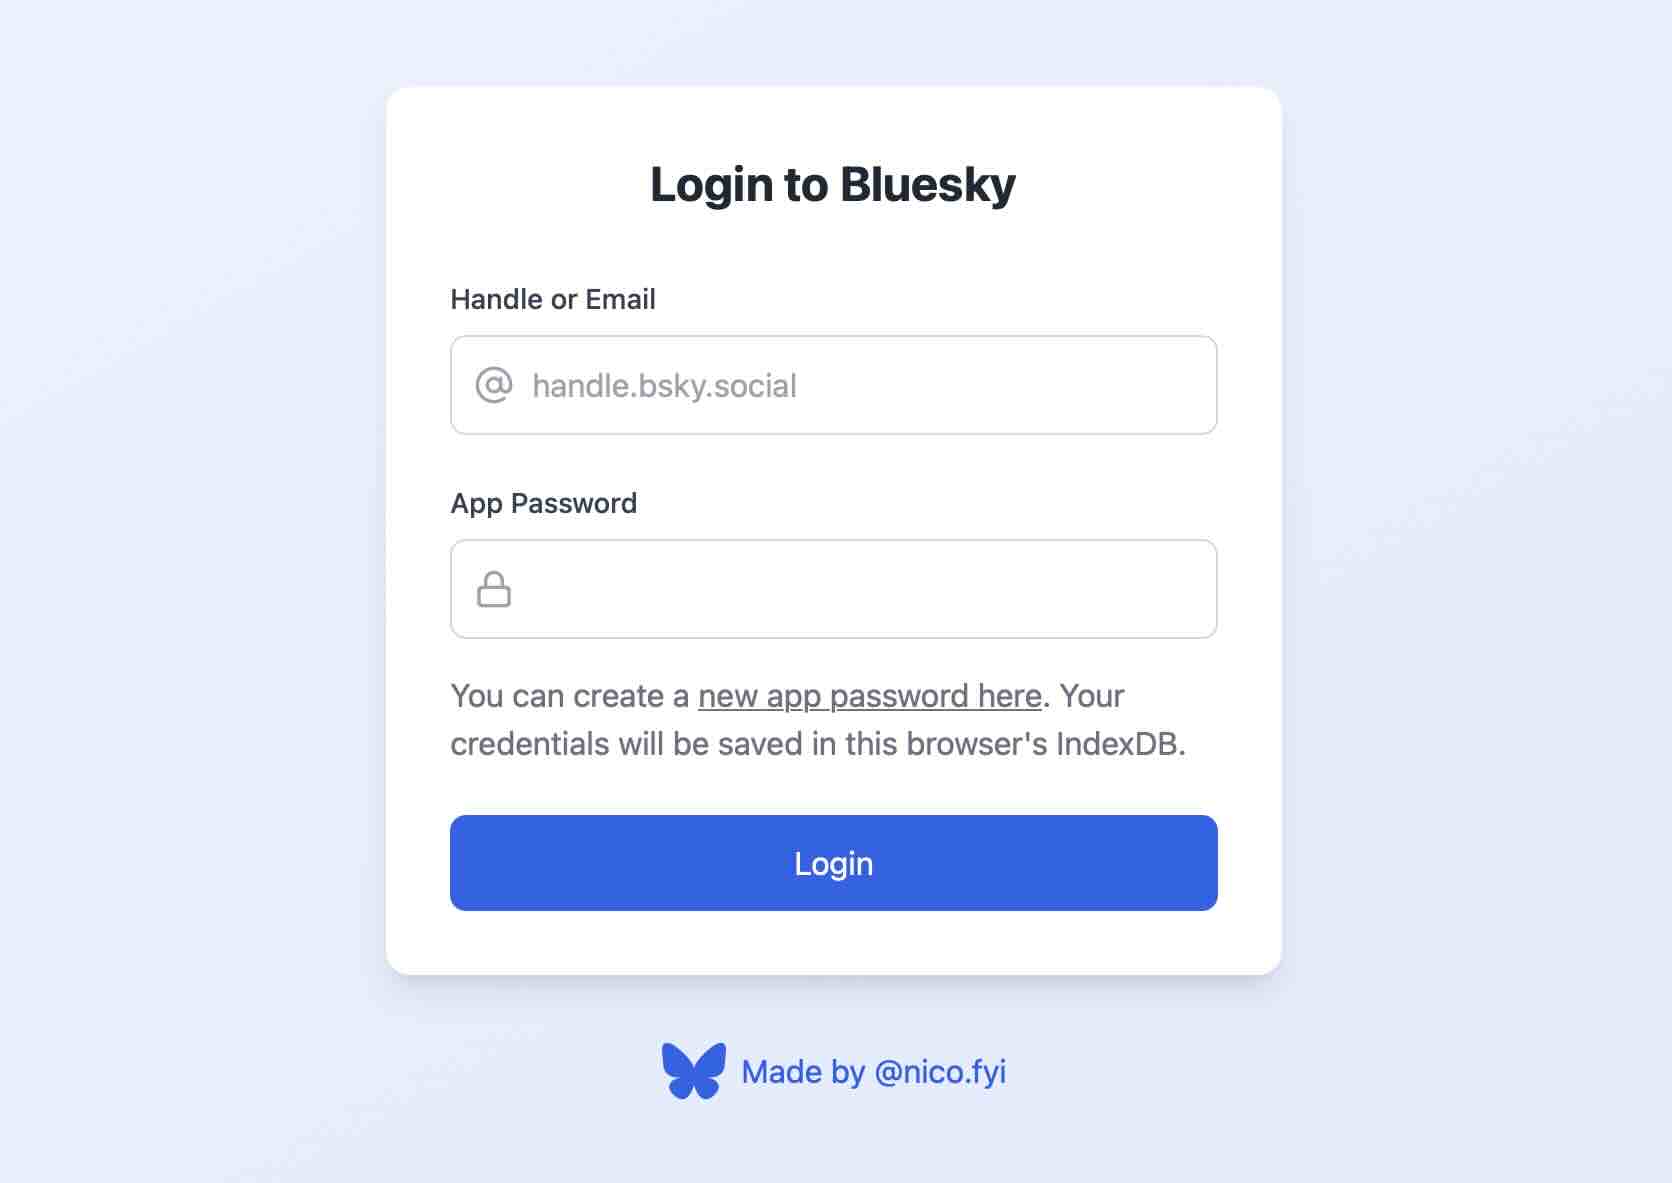 Login to Bluesky
Handle or Email
@ handle.bsky.social
App Password
You can create a new app password here. Your
credentials will be saved in this browser's IndexDB.
Login
Made by @nico.fyi